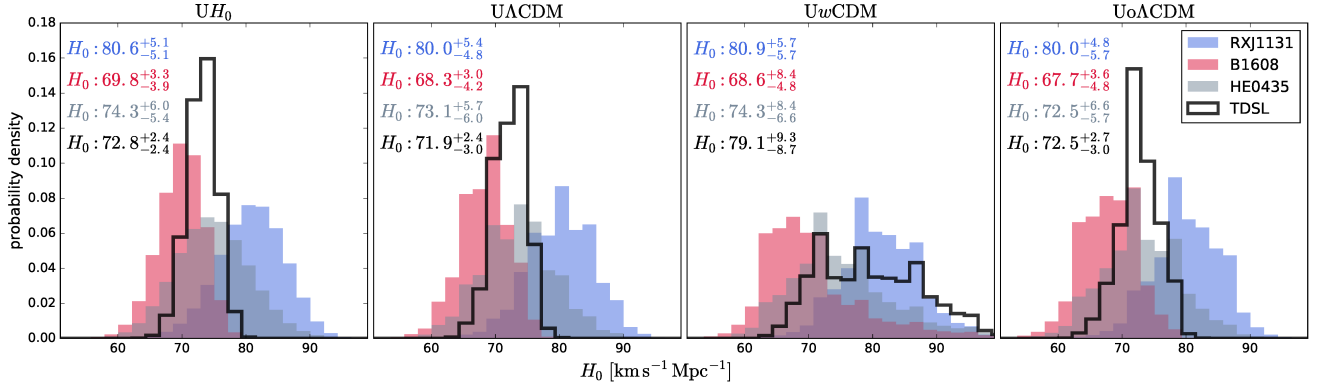 UH₀
UΛCDM
UwCDM
UoΛCDM
probability density
0.18
0.16
0.14
0.12
0.10
0.08
0.06
0.04
0.02
0.00
H₀ : 80.6 +5.1 −5.1
H₀ : 69.8 +3.3 −3.9
H₀ : 74.3 +6.0 −5.4
H₀ : 72.8 +2.4 −2.4
60 70 80 90
H₀ : 80.0 +5.4 −4.8
H₀ : 68.3 +3.0 −4.2
H₀ : 73.1 +5.7 −6.0
H₀ : 71.9 +2.4 −3.0
60 70 80 90
H₀ : 80.9 +5.7 −5.7
H₀ : 68.6 +8.4 −4.8
H₀ : 74.3 +8.4 −6.6
H₀ : 79.1 +9.3 −8.7
60 70 80 90
H₀ : 80.0 +4.8 −5.7
H₀ : 67.7 +3.6 −4.8
H₀ : 72.5 +6.6 −5.7
H₀ : 72.5 +2.7 −3.0
RXJ1131
B1608
HE0435
TDSL
60 70 80 90
H₀ [km s⁻¹ Mpc⁻¹]